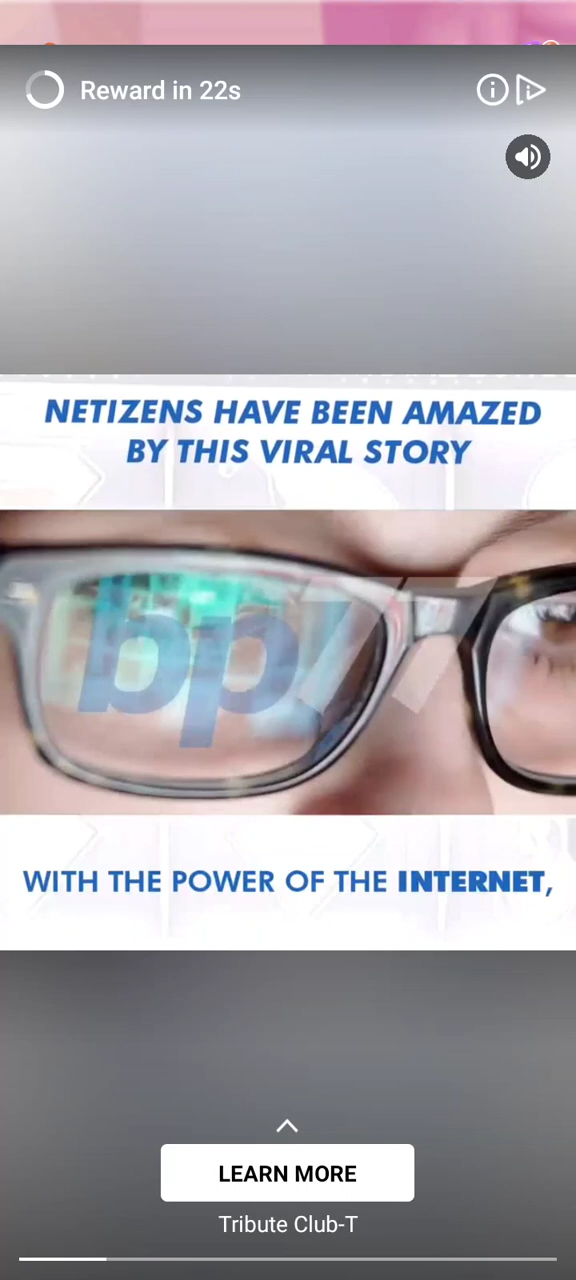 Reward in 22s
NETIZENS HAVE BEEN AMAZED
BY THIS VIRAL STORY
bp77
WITH THE POWER OF THE INTERNET,
LEARN MORE
Tribute Club-T